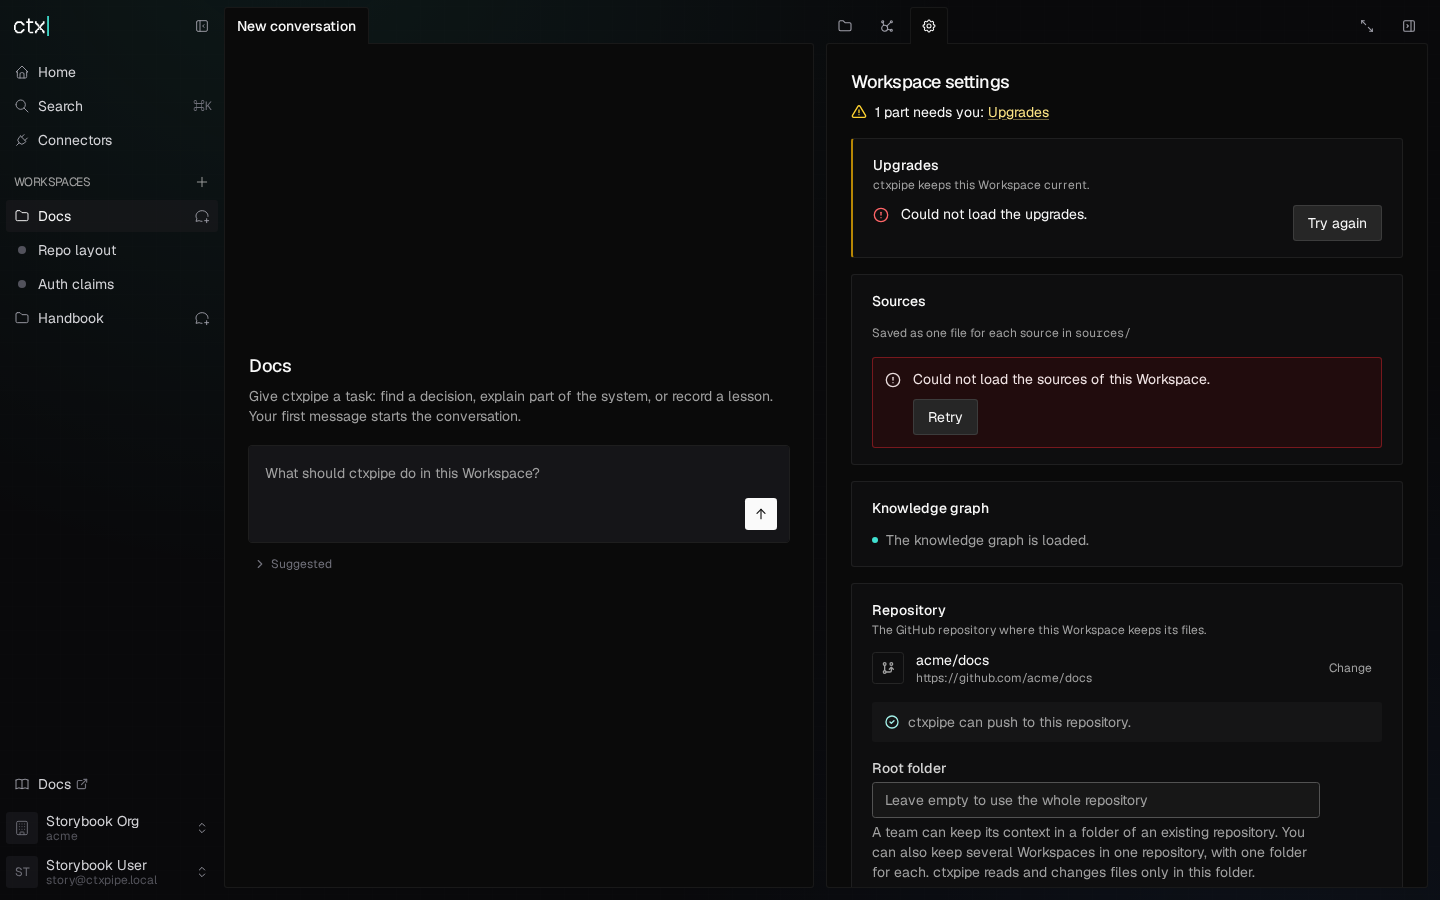 ctx
Home
Search ⌘K
Connectors
WORKSPACES
Docs
Repo layout
Auth claims
Handbook
Docs
Storybook Org
acme
ST
Storybook User
story@ctxpipe.local
New conversation
Docs
Give ctxpipe a task: find a decision, explain part of the system, or record a lesson.
Your first message starts the conversation.
What should ctxpipe do in this Workspace?
Suggested
Workspace settings
1 part needs you: Upgrades
Upgrades
ctxpipe keeps this Workspace current.
Could not load the upgrades.
Try again
Sources
Saved as one file for each source in sources/
Could not load the sources of this Workspace.
Retry
Knowledge graph
The knowledge graph is loaded.
Repository
The GitHub repository where this Workspace keeps its files.
acme/docs
https://github.com/acme/docs
Change
ctxpipe can push to this repository.
Root folder
Leave empty to use the whole repository
A team can keep its context in a folder of an existing repository. You
can also keep several Workspaces in one repository, with one folder
for each. ctxpipe reads and changes files only in this folder.